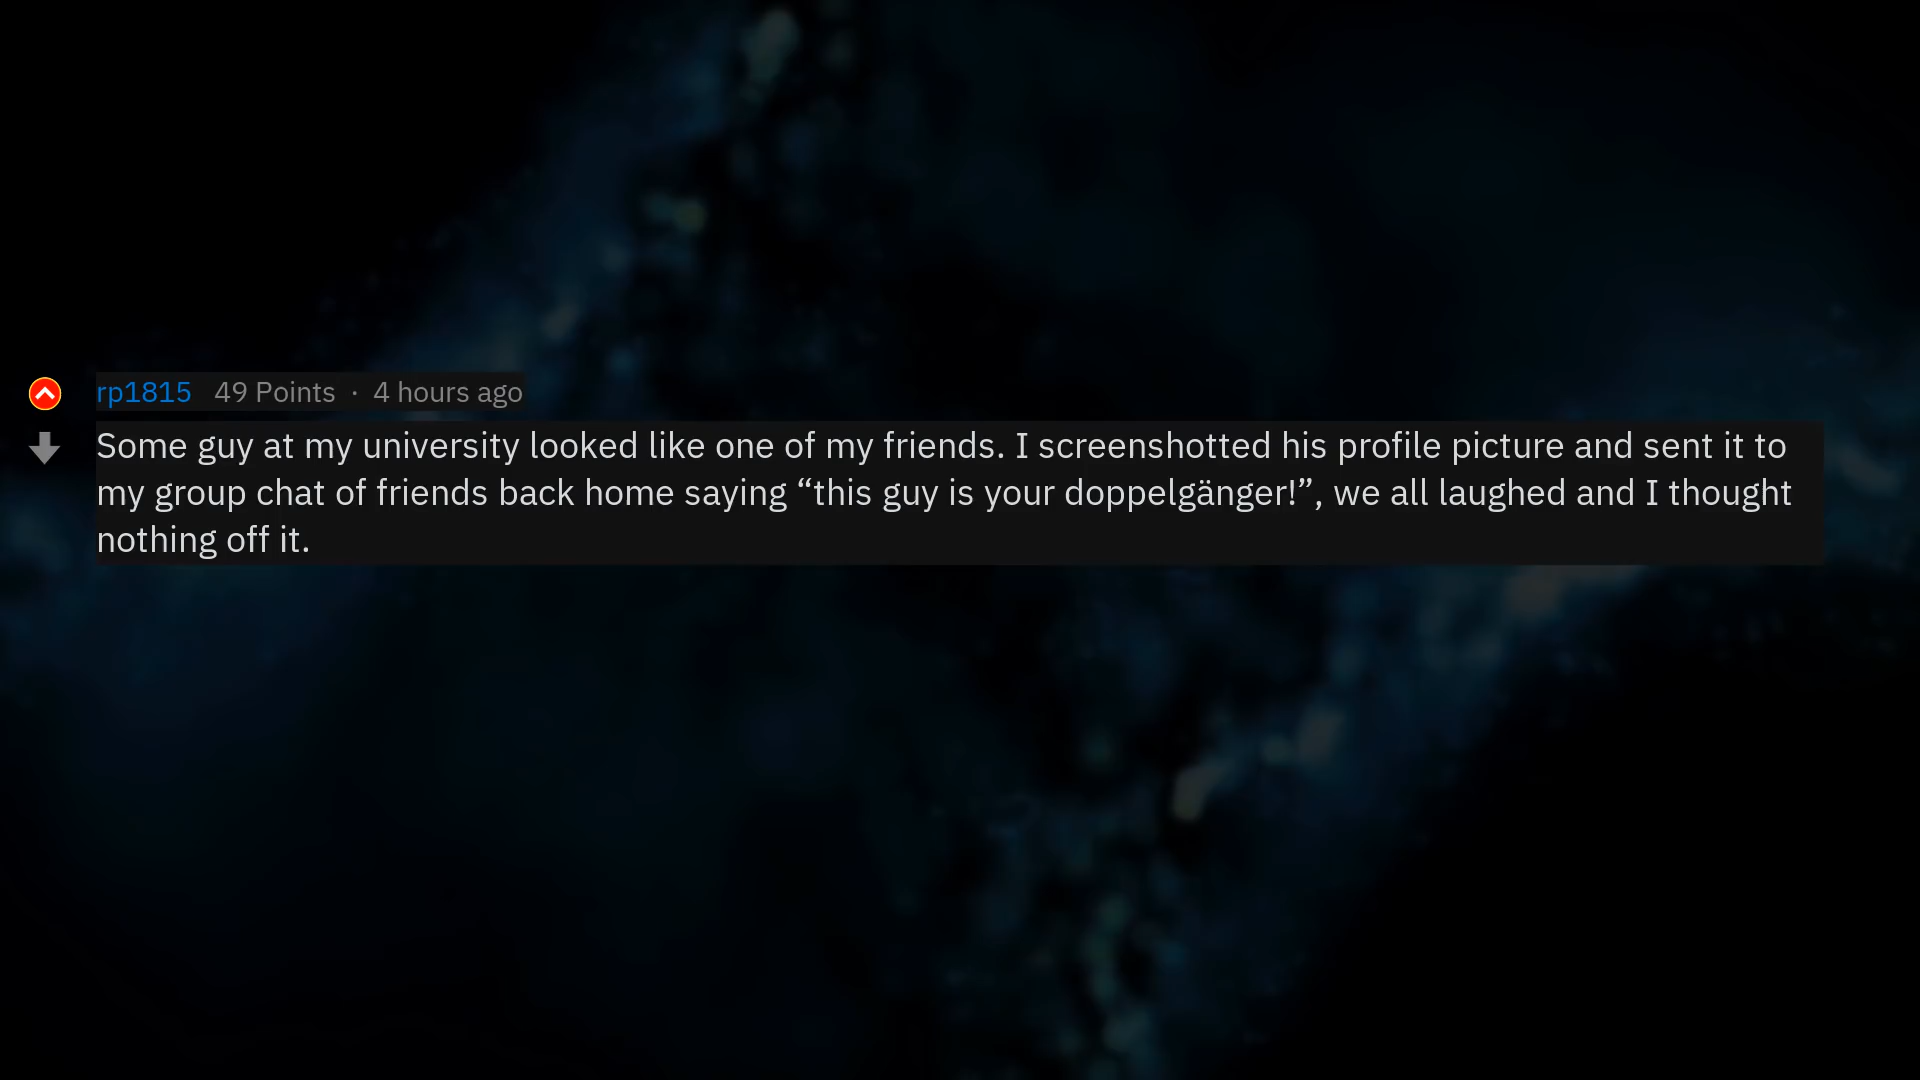 rp1815 49 Points · 4 hours ago
Some guy at my university looked like one of my friends. I screenshotted his profile picture and sent it to
my group chat of friends back home saying “this guy is your doppelgänger!”, we all laughed and I thought
nothing off it.